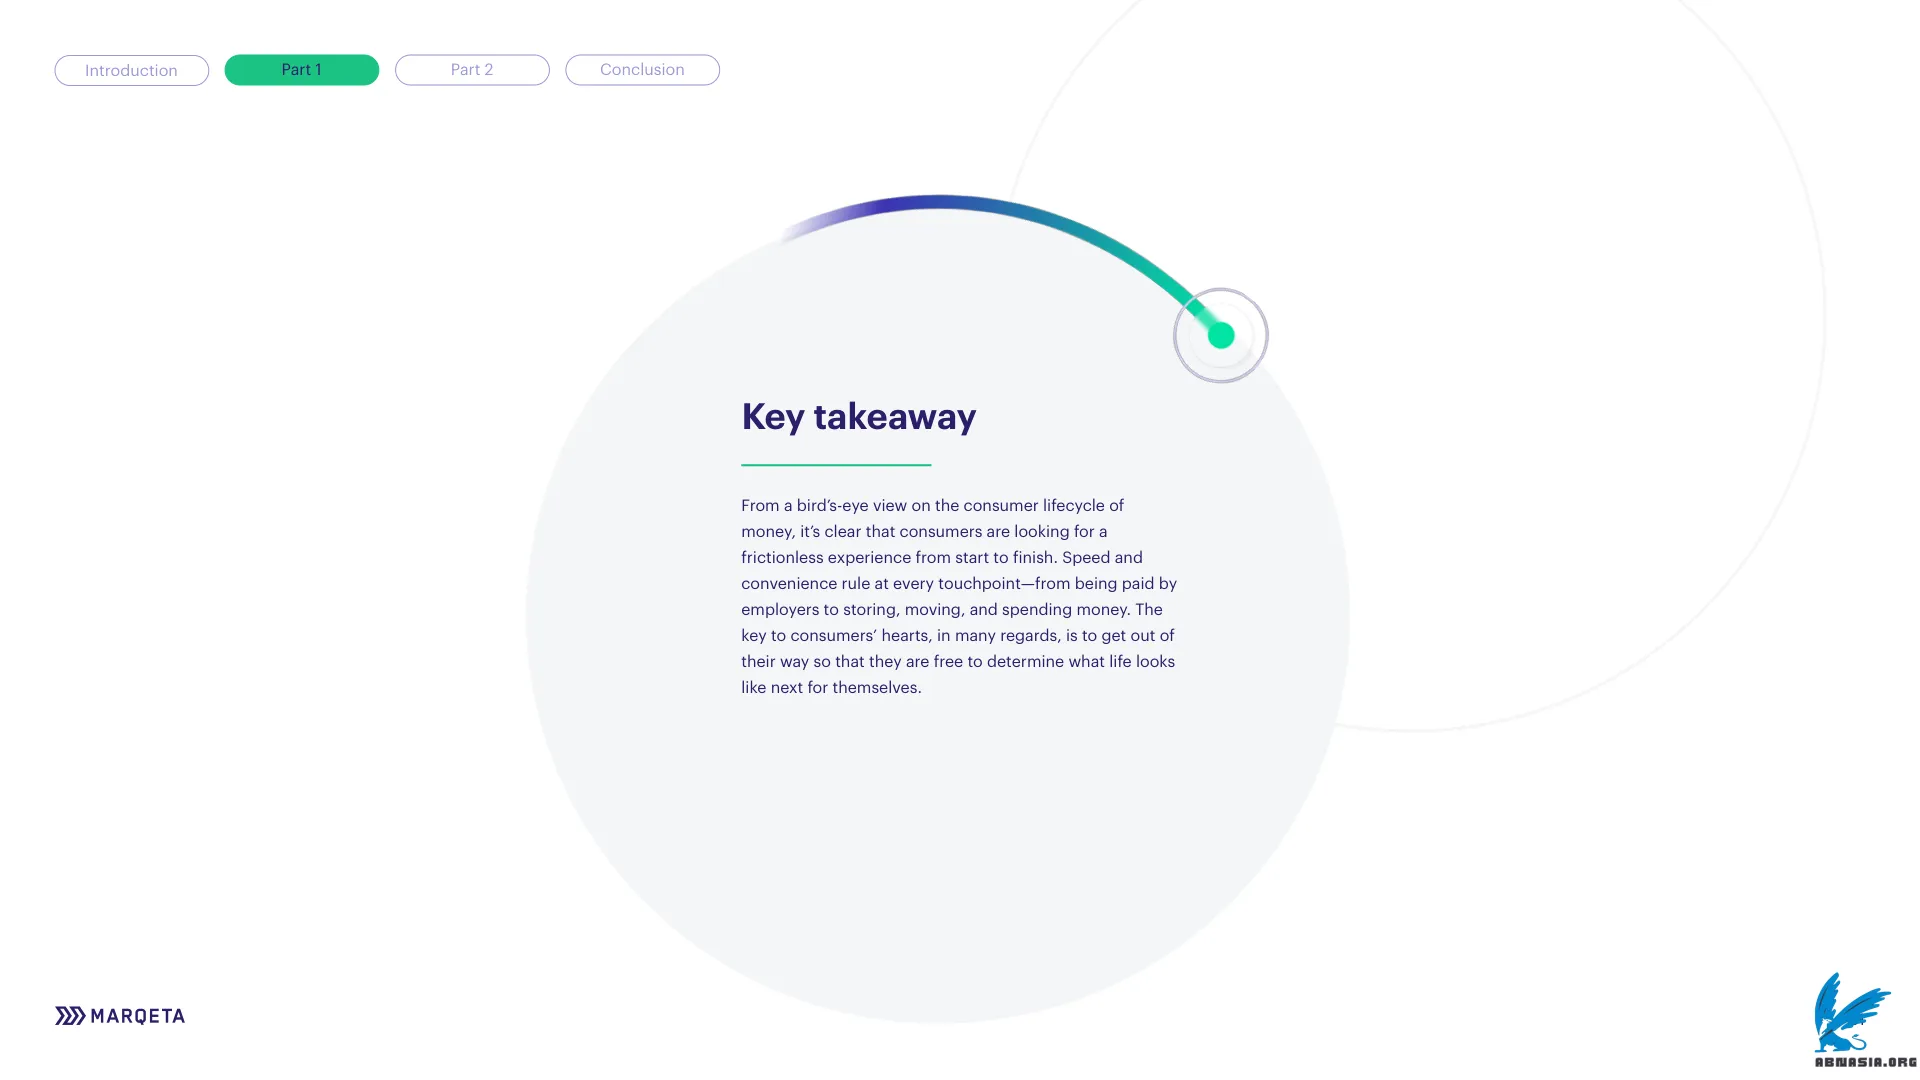 Introduction
Part 1
Part 2
Conclusion
Key takeaway
From a bird’s-eye view on the consumer lifecycle of
money, it’s clear that consumers are looking for a
frictionless experience from start to finish. Speed and
convenience rule at every touchpoint—from being paid by
employers to storing, moving, and spending money. The
key to consumers’ hearts, in many regards, is to get out of
their way so that they are free to determine what life looks
like next for themselves.
MARQETA
ABNASIA.ORG